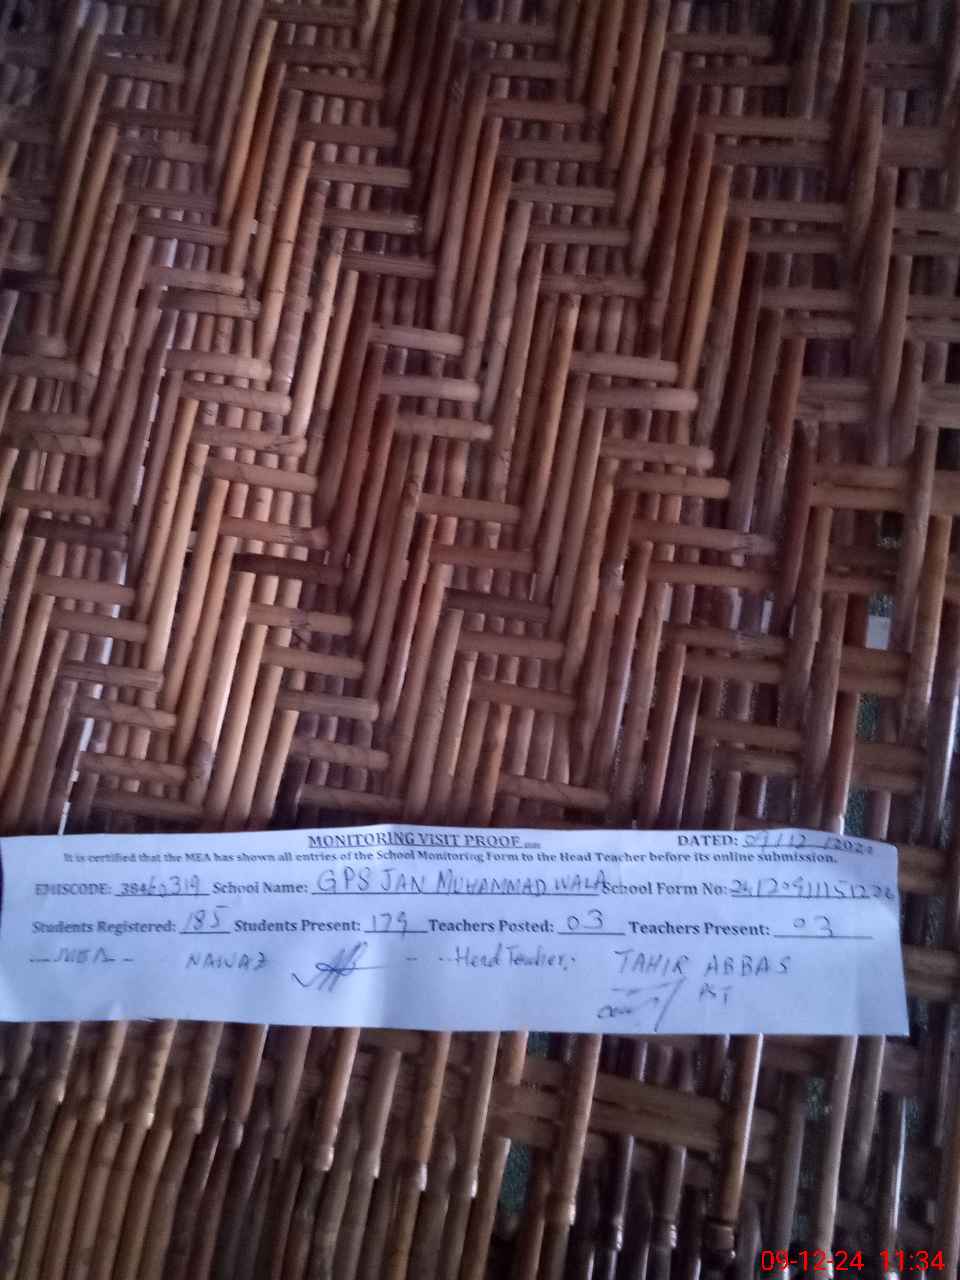 MONITORING VISIT PROOF DATED: 09/12/2024
It is certified that the MEA has shown all entries of the School Monitoring Form to the Head Teacher before its online submission.
EMISCODE: 38460319 School Name: GPS JAN MUHAMMAD WALA School Form No:
Students Registered: 185 Students Present: 179 Teachers Posted: 03 Teachers Present: 03
MEA NAWAZ Head Teacher: TAHIR ABBAS
09-12-24 11:34